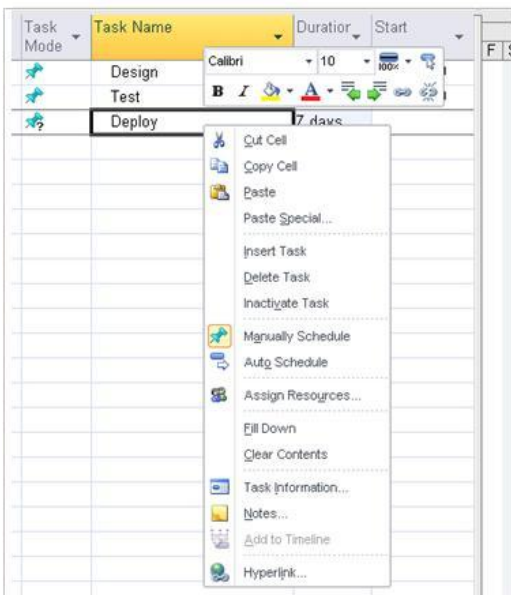 Task Mode Task Name Duration Start
F S
Calibri 10 100%
Design
B I A
Test
Deploy 7 days
Cut Cell
Copy Cell
Paste
Paste Special...
Insert Task
Delete Task
Inactivate Task
Manually Schedule
Auto Schedule
Assign Resources...
Fill Down
Clear Contents
Task Information...
Notes...
Add to Timeline
Hyperlink...